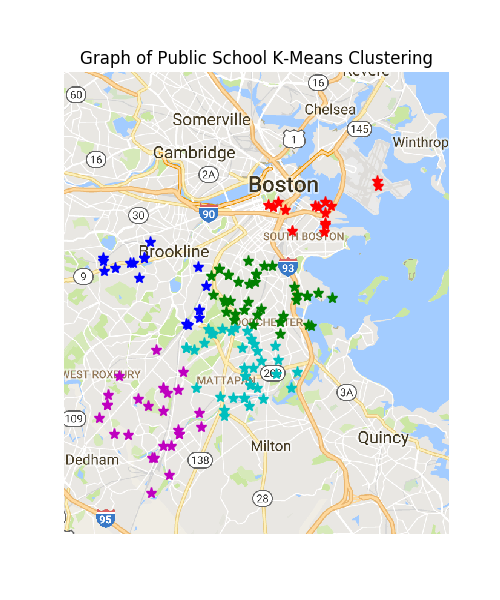 Graph of Public School K-Means Clustering
Revere
16
60
Chelsea
Somerville
145
1
Winthrop
Cambridge
16
2A
Boston
30
90
SOUTH BOSTON
Brookline
93
9
DORCHESTER
WEST ROXBURY
MATTAPAN
203
3A
109
Quincy
Milton
Dedham
138
28
95